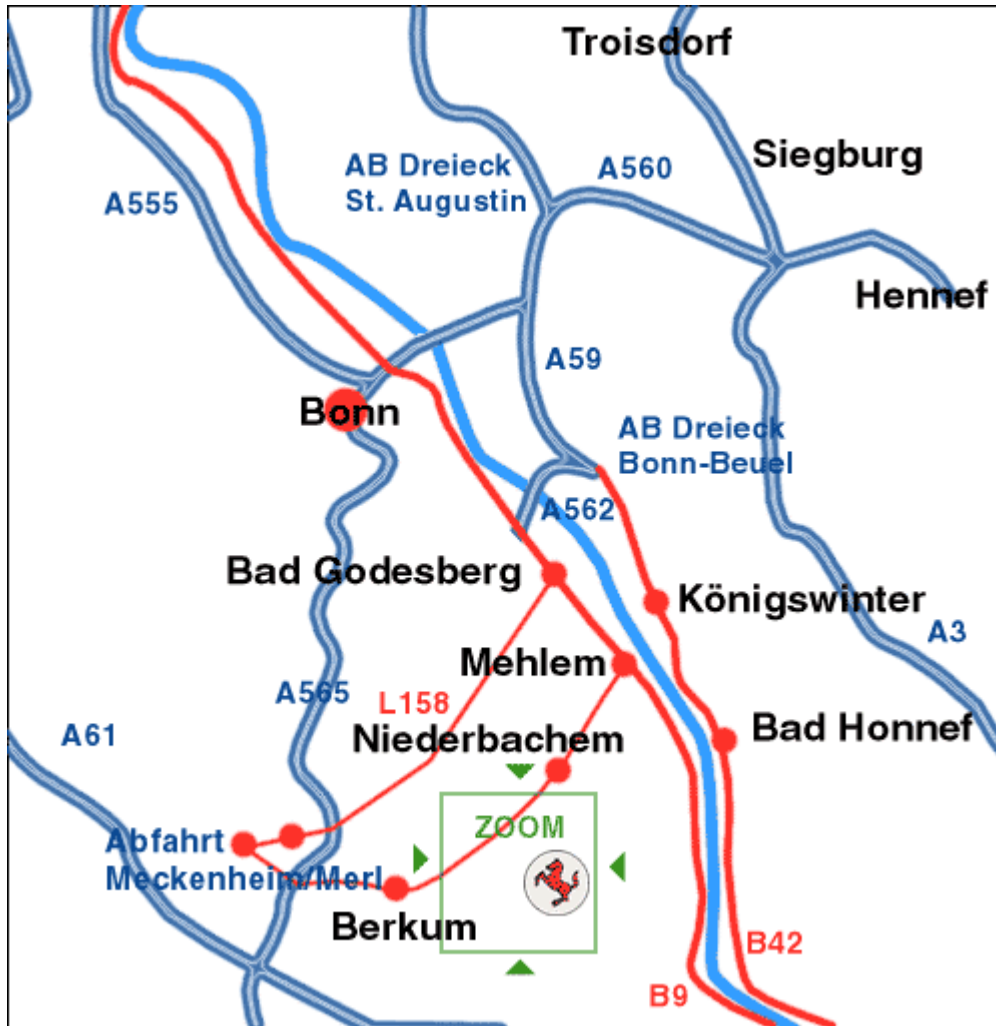 Troisdorf
Siegburg
AB Dreieck
St. Augustin
A560
A555
Hennef
A59
Bonn
AB Dreieck
Bonn-Beuel
A562
Bad Godesberg
Königswinter
A3
Mehlem
A565
L158
A61
Niederbachem
Bad Honnef
ZOOM
Abfahrt
Meckenheim/Merl
Berkum
B42
B9